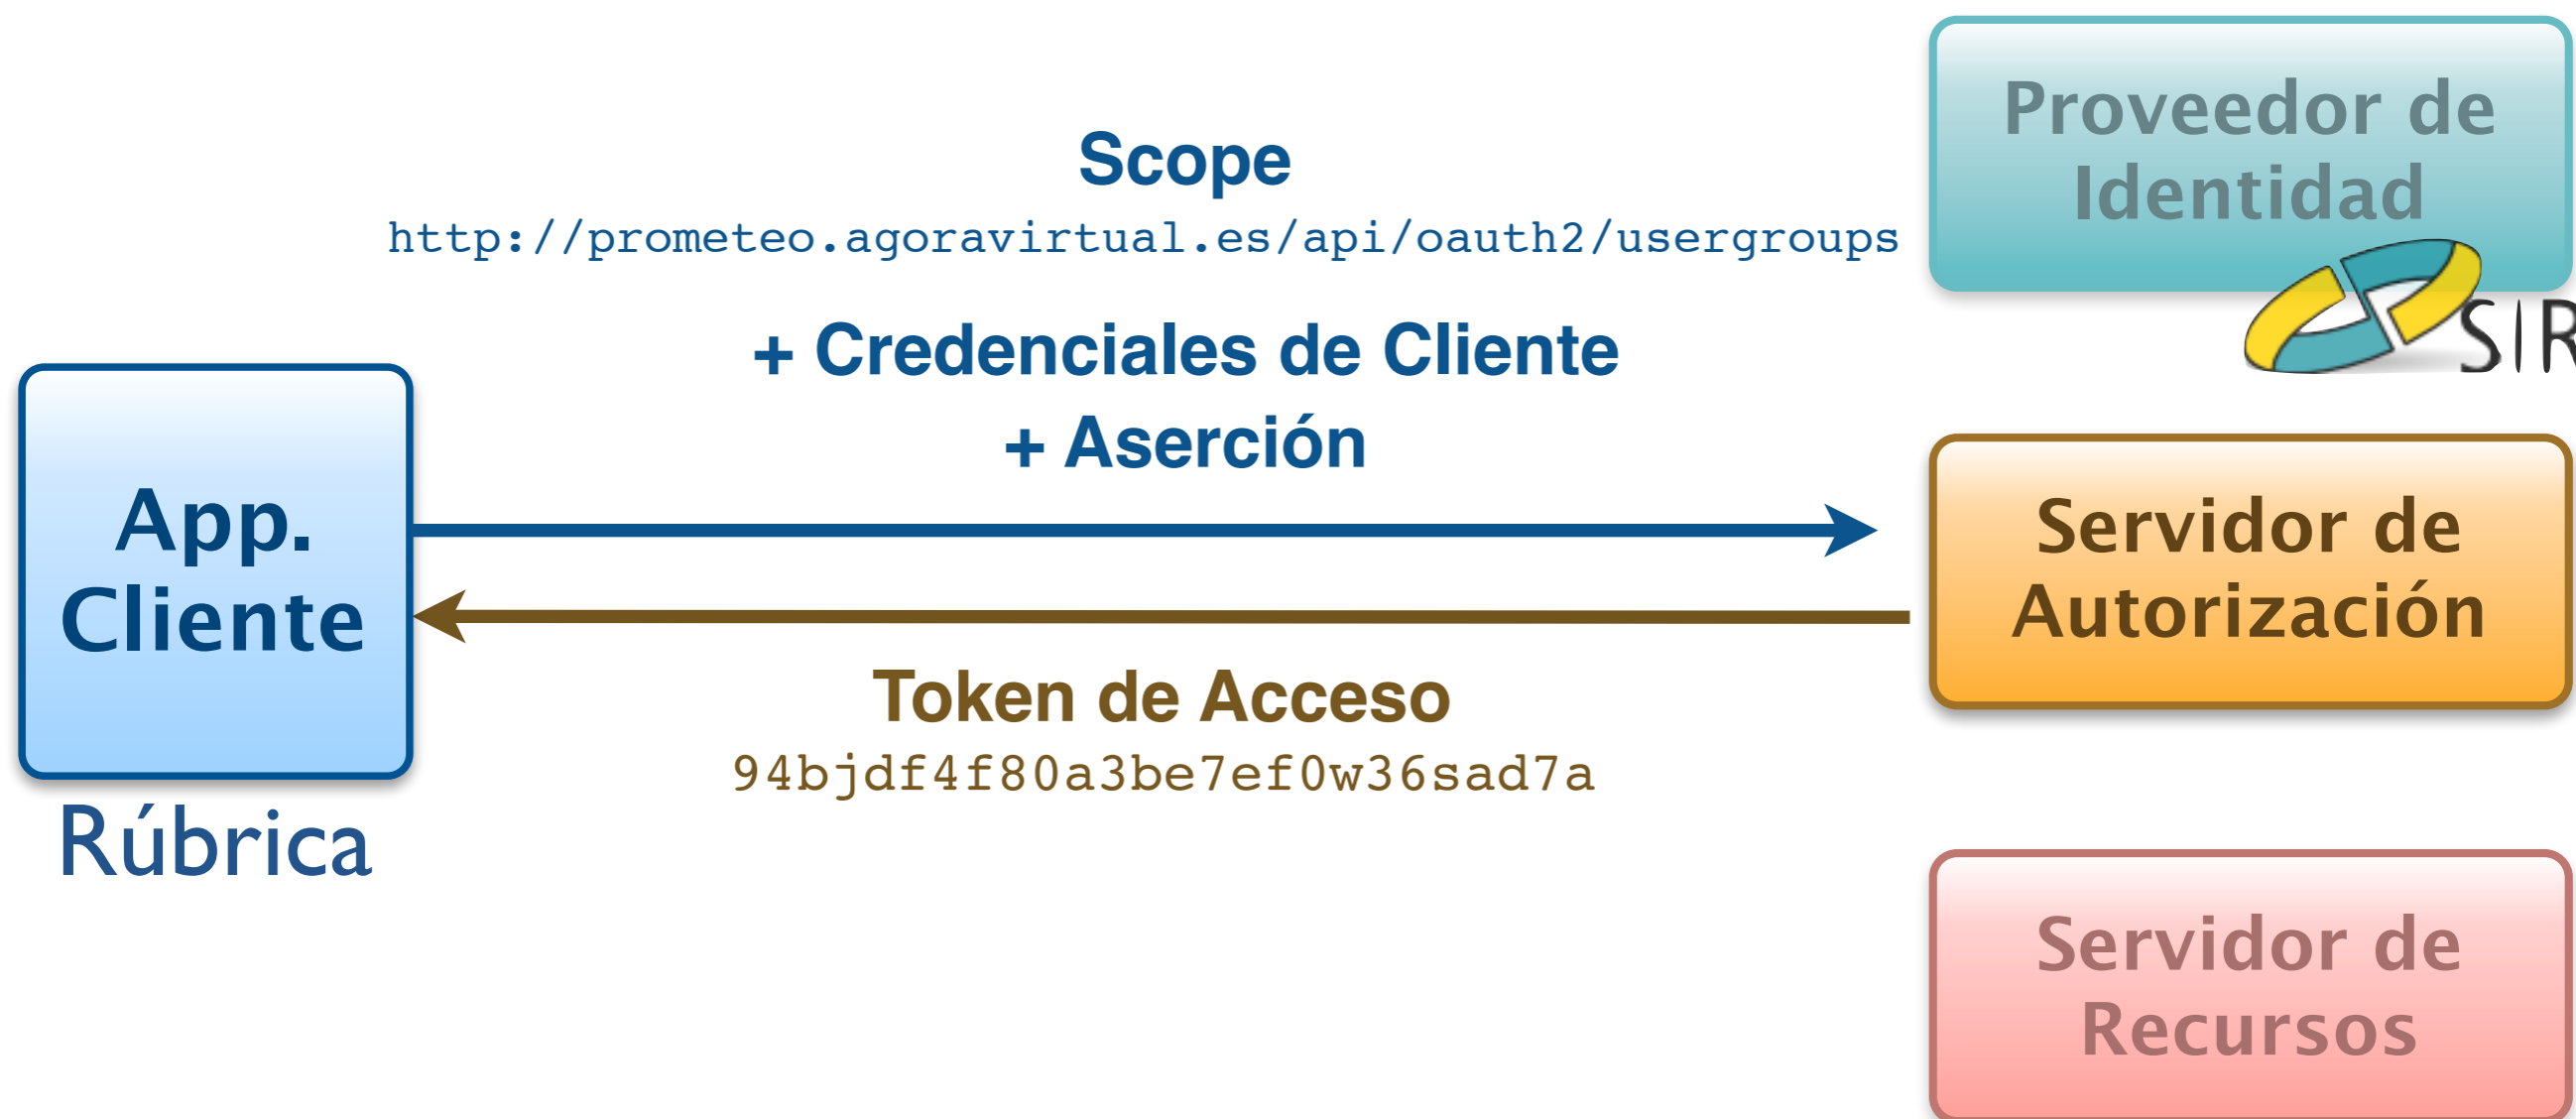 Proveedor de
Identidad
SIR
Scope
http://prometeo.agoravirtual.es/api/oauth2/usergroups
+ Credenciales de Cliente
+ Aserción
App.
Cliente
Rúbrica
Servidor de
Autorización
Token de Acceso
94bjdf4f80a3be7ef0w36sad7a
Servidor de
Recursos